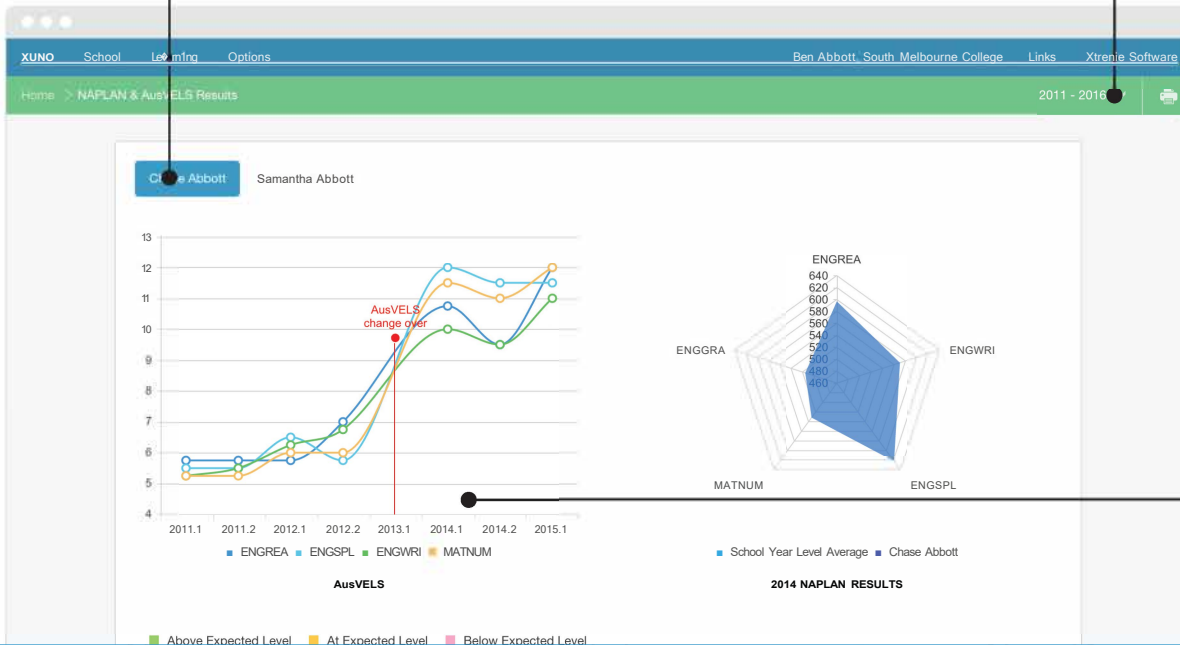 XUNO School Learning Options Ben Abbott, South Melbourne College Links Xtreme Software
Home > NAPLAN & AusVELS Results 2011 - 2016
Abbott Samantha Abbott
13
12
11
10
9
8
7
6
5
4
AusVELS
change over
2011.1 2011.2 2012.1 2012.2 2013.1 2014.1 2014.2 2015.1
ENGREA ENGSPL ENGWRI MATNUM
AusVELS
ENGREA
640
620
600
580
560
540
520
500
480
460
ENGGRA ENGWRI
MATNUM ENGSPL
School Year Level Average Chase Abbott
2014 NAPLAN RESULTS
Above Expected Level At Expected Level Below Expected Level